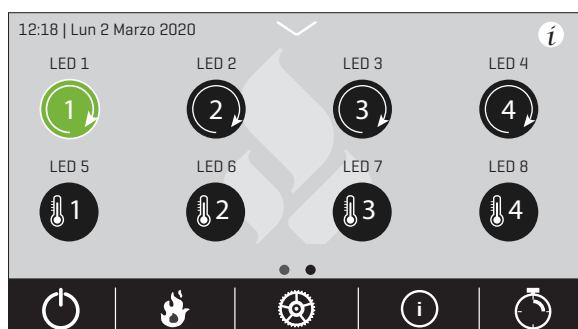 12:18 | Lun 2 Marzo 2020
i
LED 1 LED 2 LED 3 LED 4
1 2 3 4
LED 5 LED 6 LED 7 LED 8
1 2 3 4
i